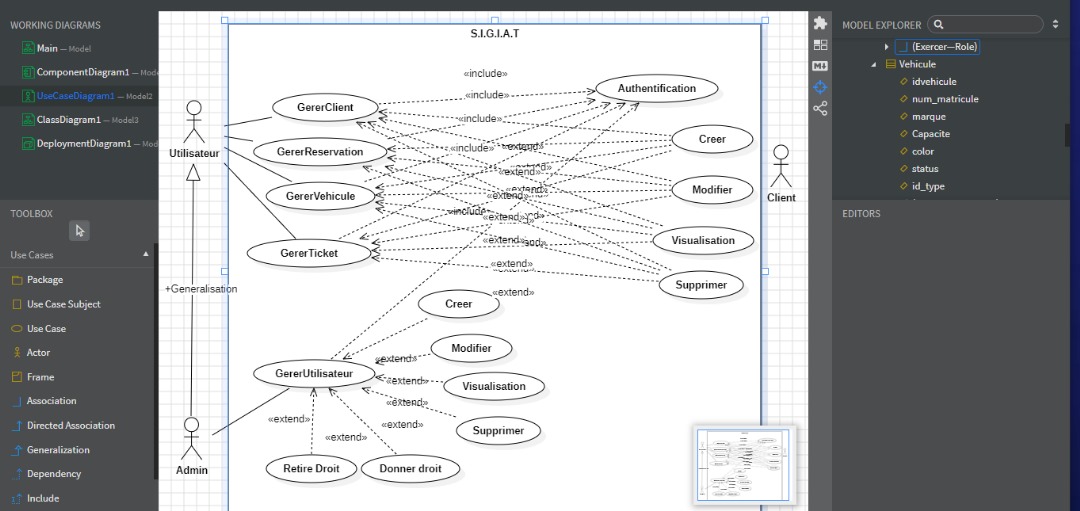 WORKING DIAGRAMS
Main — Model
ComponentDiagram1 — Mode
UseCaseDiagram1 — Model2
ClassDiagram1 — Model3
DeploymentDiagram1 — Mod
TOOLBOX
Use Cases
Package
Use Case Subject
Use Case
Actor
Frame
Association
Directed Association
Generalization
Dependency
Include
S.I.G.I.A.T
«include»
Authentification
«include»
GererClient
«include»
Creer
Utilisateur
GererReservation
«include»
«extend»
«extend»
Modifier
Client
GererVehicule
«extend»
«extend»
«include»
«extend»
Visualisation
«extend»
GererTicket
«extend»
Supprimer
+Generalisation
«extend»
Creer
Modifier
«extend»
GererUtilisateur
«extend»
Visualisation
«extend»
«extend»
«extend»
Supprimer
«extend»
Admin
Retire Droit
Donner droit
MODEL EXPLORER
(Exercer—Role)
Vehicule
idvehicule
num_matricule
marque
Capacite
color
status
id_type
EDITORS